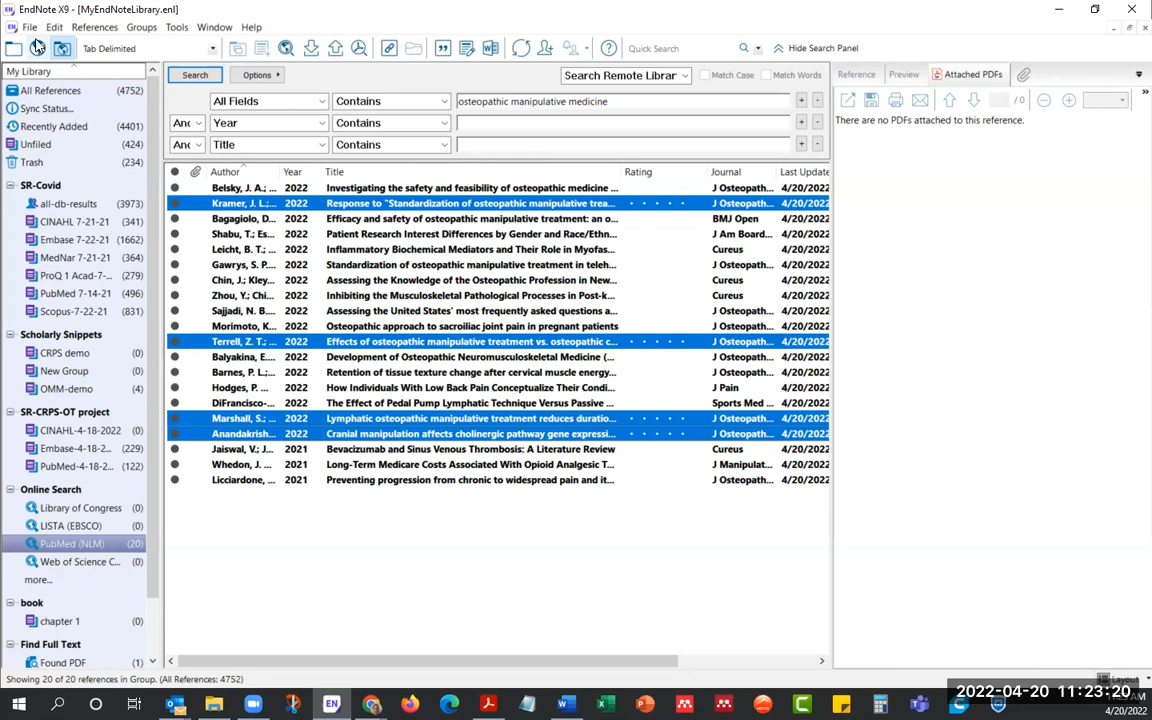 EndNote X9 - [MyEndNoteLibrary.enl]
File Edit References Groups Tools Window Help
Tab Delimited
Quick Search
Hide Search Panel
My Library
All References (4752)
Sync Status...
Recently Added (4401)
Unfiled (424)
Trash (234)
SR-Covid
all-db-results (3973)
CINAHL 7-21-21 (341)
Embase 7-22-21 (1662)
MedNar 7-21-21 (364)
ProQ 1 Acad-7-... (279)
PubMed 7-14-21 (496)
Scopus-7-22-21 (831)
Scholarly Snippets
CRPS demo (0)
New Group (0)
OMM-demo (4)
SR-CRPS-OT project
CINAHL-4-18-2022 (0)
Embase-4-18-2... (229)
PubMed-4-18-2... (122)
Online Search
Library of Congress (0)
LISTA (EBSCO) (0)
PubMed (NLM) (20)
Web of Science C... (0)
more...
book
chapter 1 (0)
Find Full Text
Found PDF (1)
Search Options Search Remote Librar Match Case Match Words
All Fields Contains osteopathic manipulative medicine + -
Anc Year Contains + -
Anc Title Contains + -
Author Year Title Rating Journal Last Update
Belsky, J. A.; ... 2022 Investigating the safety and feasibility of osteopathic medicine ... J Osteopath... 4/20/2022
Kramer, J. L.; ... 2022 Response to "Standardization of osteopathic manipulative trea... J Osteopath... 4/20/2022
Bagagiolo, D... 2022 Efficacy and safety of osteopathic manipulative treatment: an o... BMJ Open 4/20/2022
Shabu, T.; Es... 2022 Patient Research Interest Differences by Gender and Race/Ethn... J Am Board... 4/20/2022
Leicht, B. T.; ... 2022 Inflammatory Biochemical Mediators and Their Role in Myofas... Cureus 4/20/2022
Gawrys, S. P.... 2022 Standardization of osteopathic manipulative treatment in teleh... J Osteopath... 4/20/2022
Chin, J.; Kley... 2022 Assessing the Knowledge of the Osteopathic Profession in New... Cureus 4/20/2022
Zhou, Y.; Chi... 2022 Inhibiting the Musculoskeletal Pathological Processes in Post-k... Cureus 4/20/2022
Sajjadi, N. B.... 2022 Assessing the United States' most frequently asked questions a... J Osteopath... 4/20/2022
Morimoto, K... 2022 Osteopathic approach to sacroiliac joint pain in pregnant patients J Osteopath... 4/20/2022
Terrell, Z. T.; ... 2022 Effects of osteopathic manipulative treatment vs. osteopathic c... J Osteopath... 4/20/2022
Balyakina, E.... 2022 Development of Osteopathic Neuromusculoskeletal Medicine (... J Osteopath... 4/20/2022
Barnes, P. L.;... 2022 Retention of tissue texture change after cervical muscle energy... J Osteopath... 4/20/2022
Hodges, P. ... 2022 How Individuals With Low Back Pain Conceptualize Their Condi... J Pain 4/20/2022
DiFrancisco-... 2022 The Effect of Pedal Pump Lymphatic Technique Versus Passive ... Sports Med ... 4/20/2022
Marshall, S.; ... 2022 Lymphatic osteopathic manipulative treatment reduces duratio... J Osteopath... 4/20/2022
Anandakrish... 2022 Cranial manipulation affects cholinergic pathway gene expressi... J Osteopath... 4/20/2022
Jaiswal, V.; J... 2022 Bevacizumab and Sinus Venous Thrombosis: A Literature Review Cureus 4/20/2022
Whedon, J. ... 2021 Long-Term Medicare Costs Associated With Opioid Analgesic T... J Manipulat... 4/20/2022
Licciardone, ... 2021 Preventing progression from chronic to widespread pain and it... J Osteopath... 4/20/2022
Reference Preview Attached PDFs
/ 0
There are no PDFs attached to this reference.
Showing 20 of 20 references in Group. (All References: 4752)
Layout
2022-04-20 11:23:20
4/20/2022